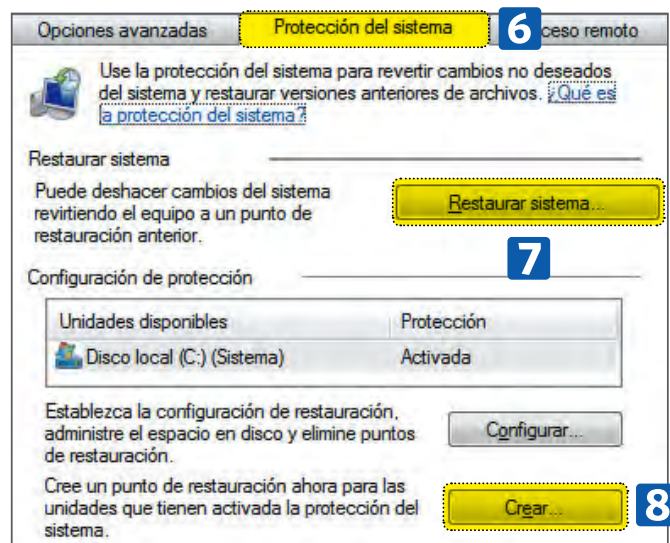 Opciones avanzadas Protección del sistema 6 ceso remoto
Use la protección del sistema para revertir cambios no deseados
del sistema y restaurar versiones anteriores de archivos. ¿Qué es
a protección del sistema?
Restaurar sistema
Puede deshacer cambios del sistema
revirtiendo el equipo a un punto de
restauración anterior.
Restaurar sistema...
7
Configuración de protección
Unidades disponibles Protección
Disco local (C:) (Sistema) Activada
Establezca la configuración de restauración,
administre el espacio en disco y elimine puntos
de restauración.
Configurar...
Cree un punto de restauración ahora para las
unidades que tienen activada la protección del
sistema.
Crear...
8